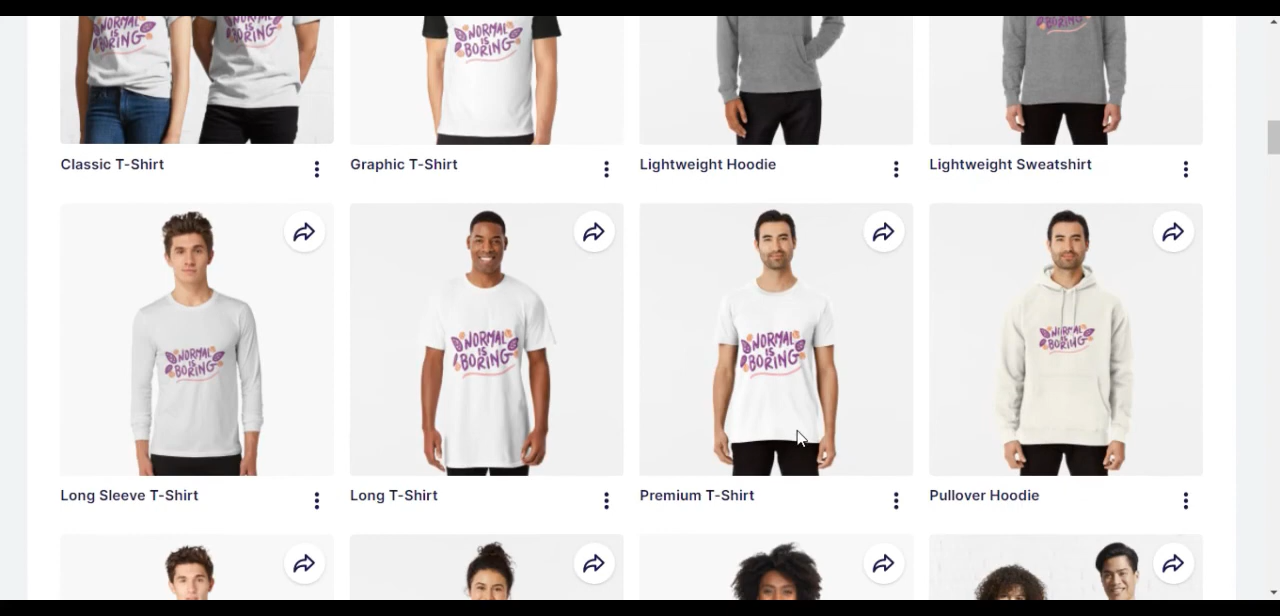 NORMAL
IS
BORING
NORMAL
IS
BORING
NORMAL
IS
BORING
BORING
BORING
Classic T-Shirt
Graphic T-Shirt
Lightweight Hoodie
Lightweight Sweatshirt
NORMAL
IS
BORING
NORMAL
IS
BORING
NORMAL
IS
BORING
NORMAL
IS
BORING
Long Sleeve T-Shirt
Long T-Shirt
Premium T-Shirt
Pullover Hoodie